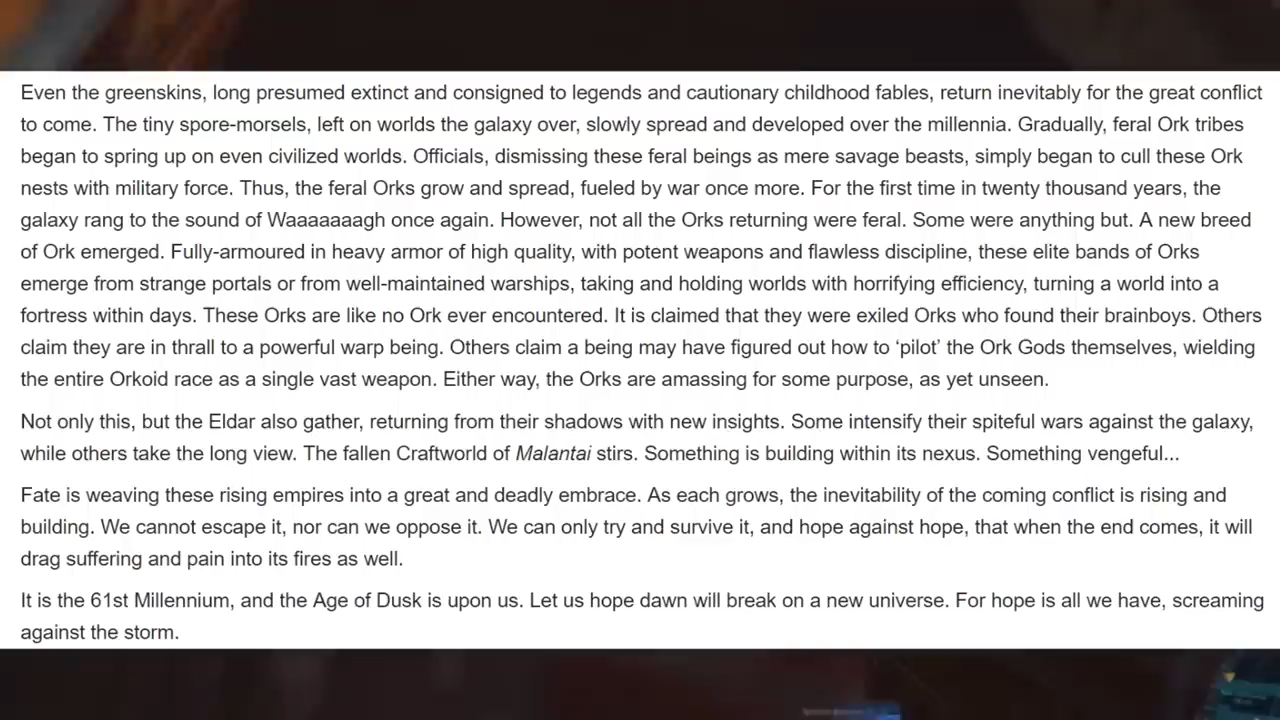 Even the greenskins, long presumed extinct and consigned to legends and cautionary childhood fables, return inevitably for the great conflict
to come. The tiny spore-morsels, left on worlds the galaxy over, slowly spread and developed over the millennia. Gradually, feral Ork tribes
began to spring up on even civilized worlds. Officials, dismissing these feral beings as mere savage beasts, simply began to cull these Ork
nests with military force. Thus, the feral Orks grow and spread, fueled by war once more. For the first time in twenty thousand years, the
galaxy rang to the sound of Waaaaaaagh once again. However, not all the Orks returning were feral. Some were anything but. A new breed
of Ork emerged. Fully-armoured in heavy armor of high quality, with potent weapons and flawless discipline, these elite bands of Orks
emerge from strange portals or from well-maintained warships, taking and holding worlds with horrifying efficiency, turning a world into a
fortress within days. These Orks are like no Ork ever encountered. It is claimed that they were exiled Orks who found their brainboys. Others
claim they are in thrall to a powerful warp being. Others claim a being may have figured out how to ‘pilot’ the Ork Gods themselves, wielding
the entire Orkoid race as a single vast weapon. Either way, the Orks are amassing for some purpose, as yet unseen.
Not only this, but the Eldar also gather, returning from their shadows with new insights. Some intensify their spiteful wars against the galaxy,
while others take the long view. The fallen Craftworld of Malantai stirs. Something is building within its nexus. Something vengeful...
Fate is weaving these rising empires into a great and deadly embrace. As each grows, the inevitability of the coming conflict is rising and
building. We cannot escape it, nor can we oppose it. We can only try and survive it, and hope against hope, that when the end comes, it will
drag suffering and pain into its fires as well.
It is the 61st Millennium, and the Age of Dusk is upon us. Let us hope dawn will break on a new universe. For hope is all we have, screaming
against the storm.